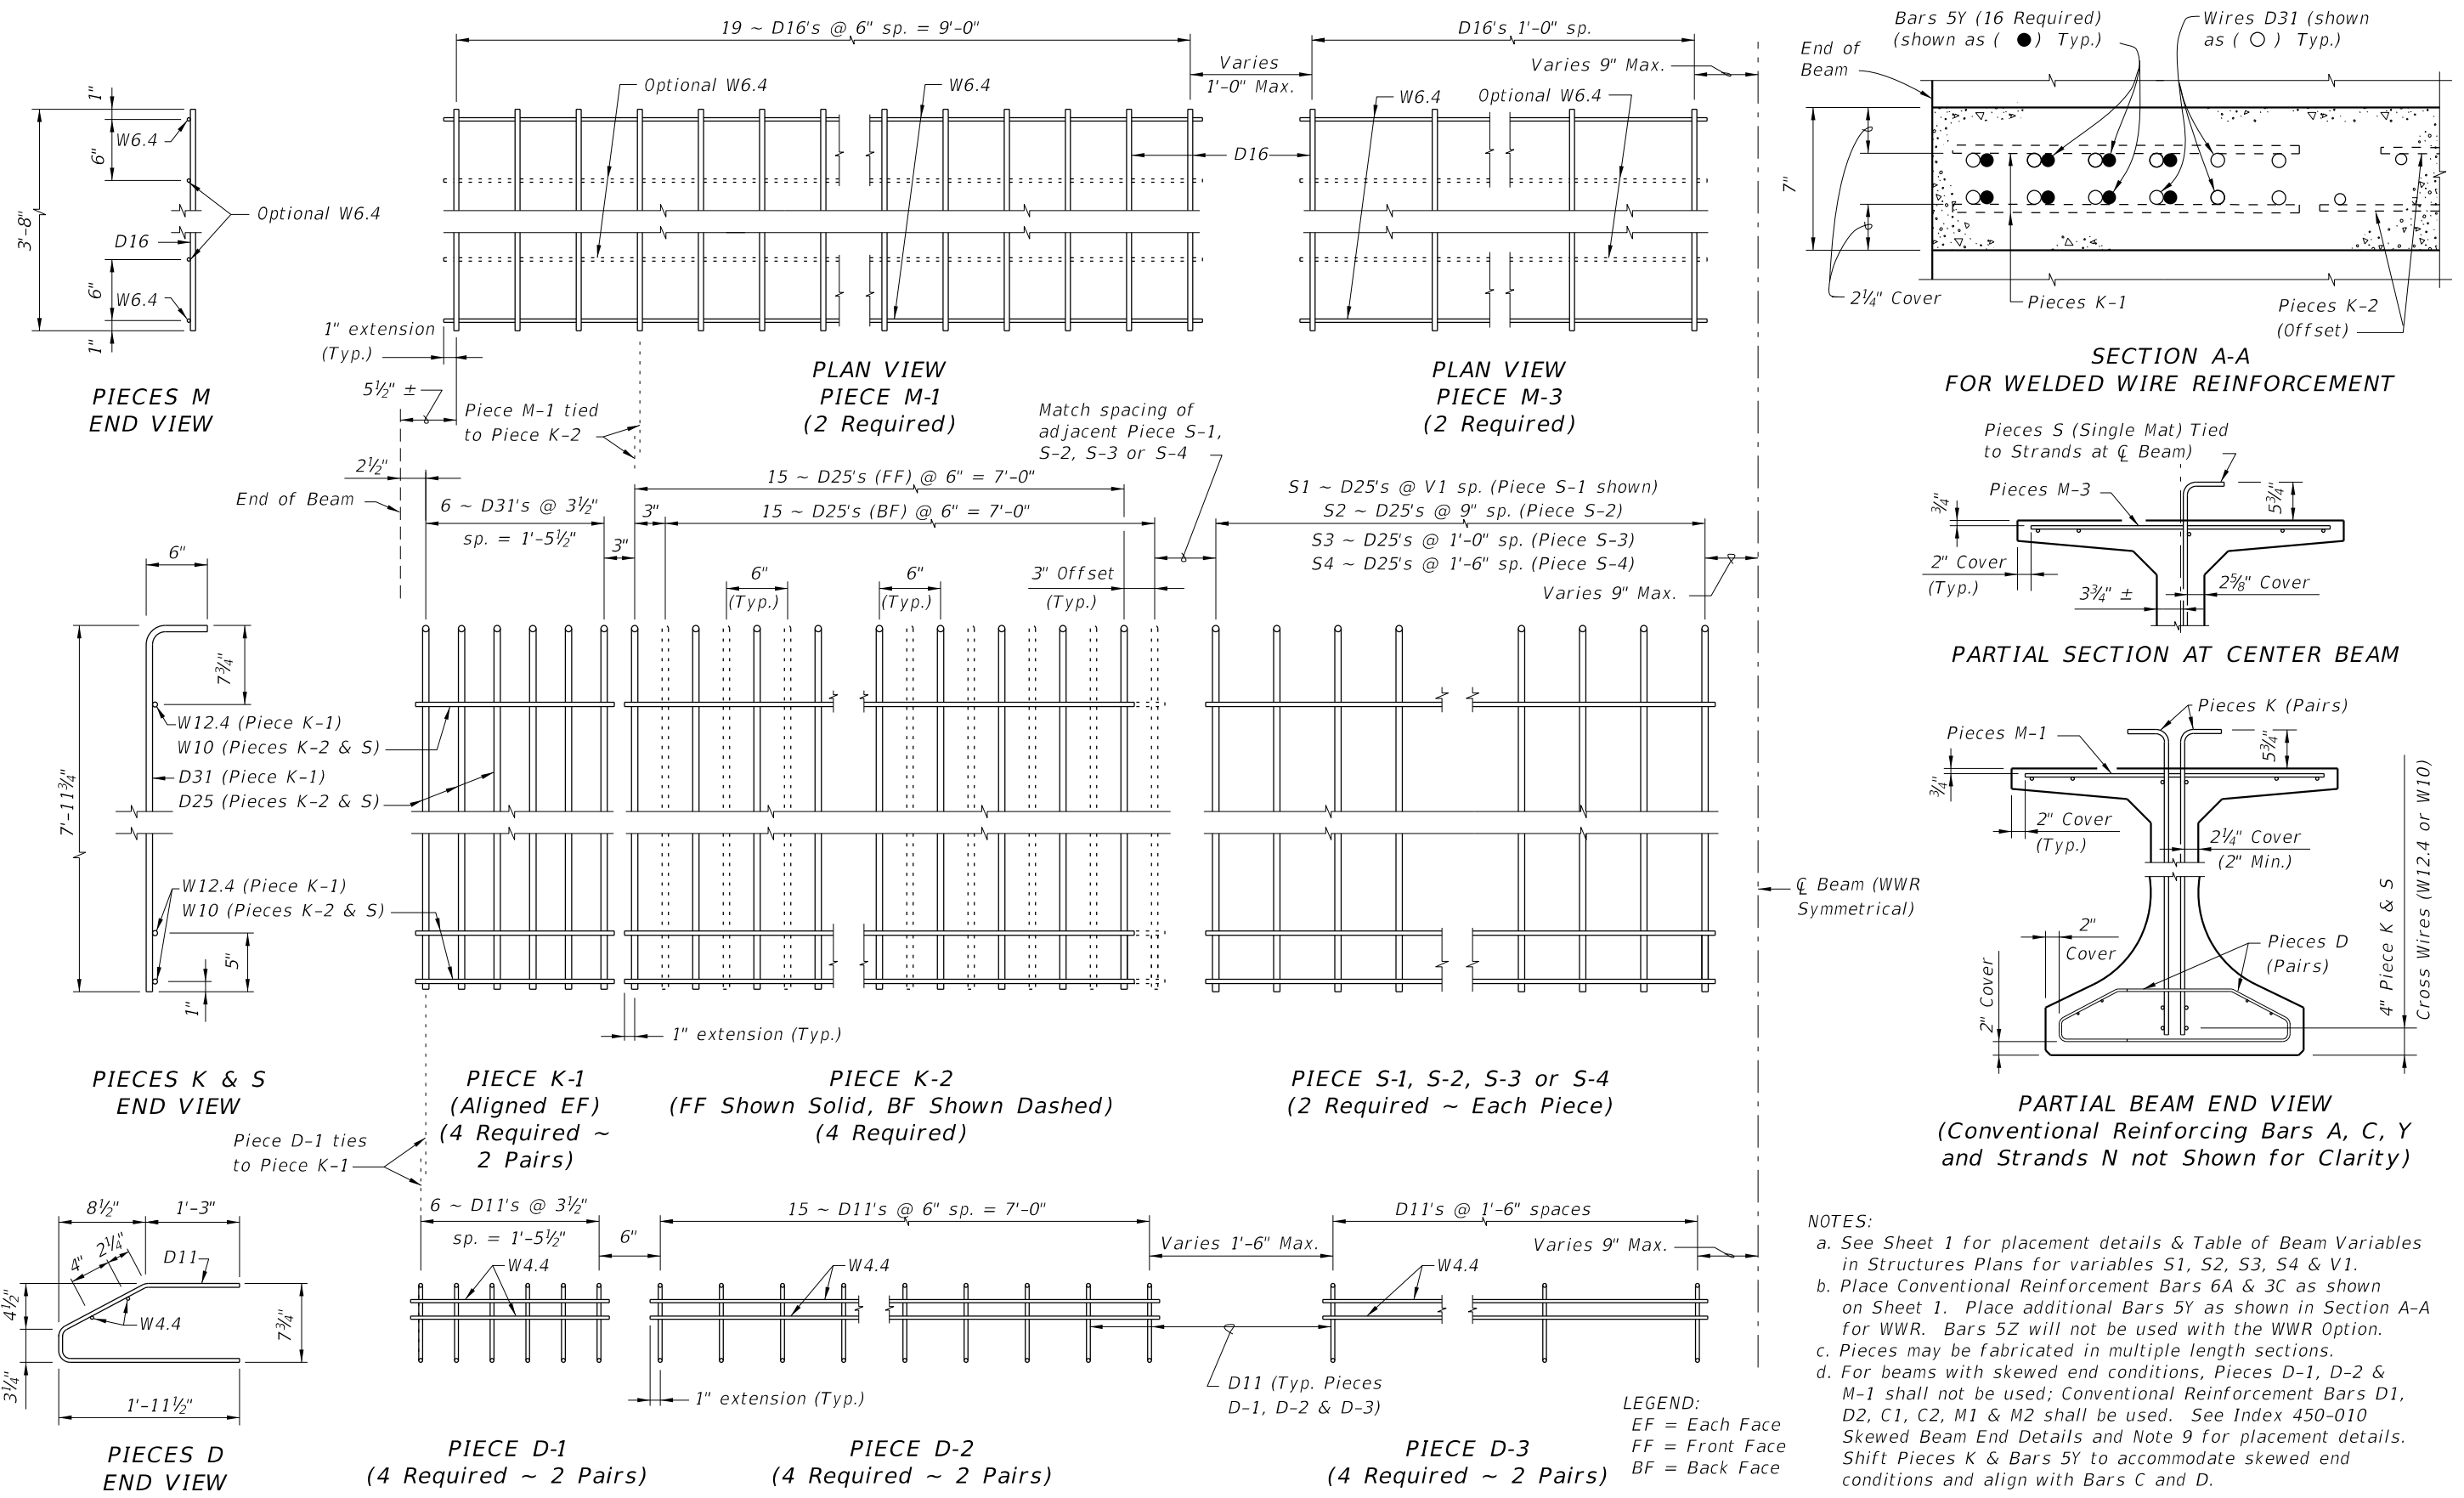 19 ~ D16's @ 6" sp. = 9'-0"
D16's 1'-0" sp.
Varies
1'-0" Max.
Varies 9" Max.
Optional W6.4
W6.4
W6.4
Optional W6.4
D16
1"
W6.4
6"
3'-8"
Optional W6.4
D16
6"
W6.4
1"
1" extension
(Typ.)
PIECES M
END VIEW
PLAN VIEW
PIECE M-1
(2 Required)
PLAN VIEW
PIECE M-3
(2 Required)
Bars 5Y (16 Required)
(shown as ( ● ) Typ.)
Wires D31 (shown
as ( ○ ) Typ.)
End of
Beam
7"
2¼" Cover
Pieces K-1
Pieces K-2
(Offset)
SECTION A-A
FOR WELDED WIRE REINFORCEMENT
5½" ±
Piece M-1 tied
to Piece K-2
Match spacing of
adjacent Piece S-1,
S-2, S-3 or S-4
2½"
End of Beam
6 ~ D31's @ 3½"
sp. = 1'-5½"
3"
15 ~ D25's (FF) @ 6" = 7'-0"
3"
15 ~ D25's (BF) @ 6" = 7'-0"
6"
(Typ.)
6"
(Typ.)
3" Offset
(Typ.)
S1 ~ D25's @ V1 sp. (Piece S-1 shown)
S2 ~ D25's @ 9" sp. (Piece S-2)
S3 ~ D25's @ 1'-0" sp. (Piece S-3)
S4 ~ D25's @ 1'-6" sp. (Piece S-4)
Varies 9" Max.
6"
7¾"
7'-11¾"
W12.4 (Piece K-1)
W10 (Pieces K-2 & S)
D31 (Piece K-1)
D25 (Pieces K-2 & S)
W12.4 (Piece K-1)
W10 (Pieces K-2 & S)
5"
1"
1" extension (Typ.)
℄ Beam (WWR
Symmetrical)
PIECES K & S
END VIEW
PIECE K-1
(Aligned EF)
(4 Required ~
2 Pairs)
PIECE K-2
(FF Shown Solid, BF Shown Dashed)
(4 Required)
PIECE S-1, S-2, S-3 or S-4
(2 Required ~ Each Piece)
Pieces S (Single Mat) Tied
to Strands at ℄ Beam)
Pieces M-3
¾"
5¾"
2" Cover
(Typ.)
3¾" ±
2⅝" Cover
PARTIAL SECTION AT CENTER BEAM
Pieces K (Pairs)
Pieces M-1
5¾"
¾"
2" Cover
(Typ.)
2¼" Cover
(2" Min.)
2"
Cover
Pieces D
(Pairs)
2" Cover
4" Piece K & S
Cross Wires (W12.4 or W10)
PARTIAL BEAM END VIEW
(Conventional Reinforcing Bars A, C, Y
and Strands N not Shown for Clarity)
Piece D-1 ties
to Piece K-1
8½"
1'-3"
4"
2¼"
D11
4½"
W4.4
7¾"
3¼"
1'-11½"
PIECES D
END VIEW
6 ~ D11's @ 3½"
sp. = 1'-5½"
6"
W4.4
15 ~ D11's @ 6" sp. = 7'-0"
W4.4
Varies 1'-6" Max.
D11's @ 1'-6" spaces
Varies 9" Max.
W4.4
1" extension (Typ.)
D11 (Typ. Pieces
D-1, D-2 & D-3)
PIECE D-1
(4 Required ~ 2 Pairs)
PIECE D-2
(4 Required ~ 2 Pairs)
PIECE D-3
(4 Required ~ 2 Pairs)
LEGEND:
EF = Each Face
FF = Front Face
BF = Back Face
NOTES:
a. See Sheet 1 for placement details & Table of Beam Variables
in Structures Plans for variables S1, S2, S3, S4 & V1.
b. Place Conventional Reinforcement Bars 6A & 3C as shown
on Sheet 1. Place additional Bars 5Y as shown in Section A-A
for WWR. Bars 5Z will not be used with the WWR Option.
c. Pieces may be fabricated in multiple length sections.
d. For beams with skewed end conditions, Pieces D-1, D-2 &
M-1 shall not be used; Conventional Reinforcement Bars D1,
D2, C1, C2, M1 & M2 shall be used. See Index 450-010
Skewed Beam End Details and Note 9 for placement details.
Shift Pieces K & Bars 5Y to accommodate skewed end
conditions and align with Bars C and D.